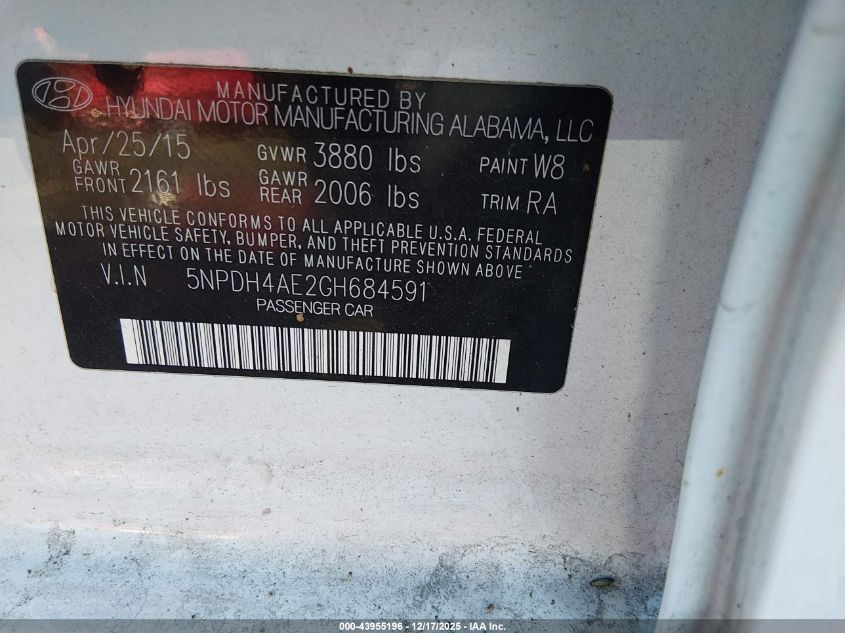 MANUFACTURED BY
HYUNDAI MOTOR MANUFACTURING ALABAMA, LLC
Apr/25/15 GVWR 3880 lbs PAINT W8
GAWR FRONT 2161 lbs GAWR REAR 2006 lbs TRIM RA
THIS VEHICLE CONFORMS TO ALL APPLICABLE U.S.A. FEDERAL
MOTOR VEHICLE SAFETY, BUMPER, AND THEFT PREVENTION STANDARDS
IN EFFECT ON THE DATE OF MANUFACTURE SHOWN ABOVE.
V.I.N 5NPDH4AE2GH684591
PASSENGER CAR
000-43955196 - 12/17/2025 - IAA Inc.